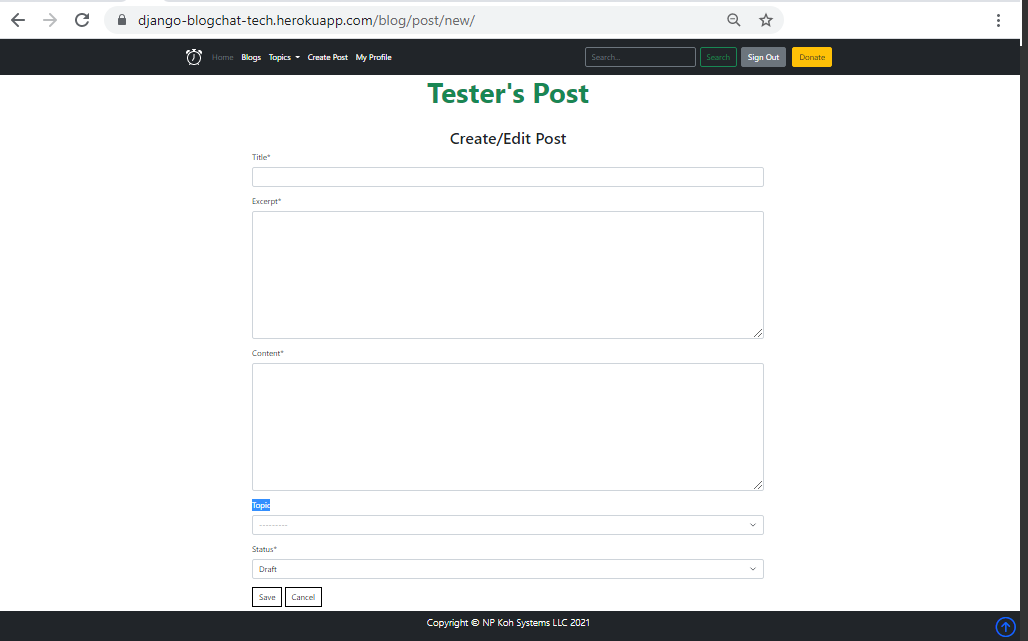 django-blogchat-tech.herokuapp.com/blog/post/new/
Home Blogs Topics Create Post My Profile Search... Search Sign Out Donate
Tester's Post
Create/Edit Post
Title*
Excerpt*
Content*
Topic
---------
Status*
Draft
Save Cancel
Copyright © NP Koh Systems LLC 2021